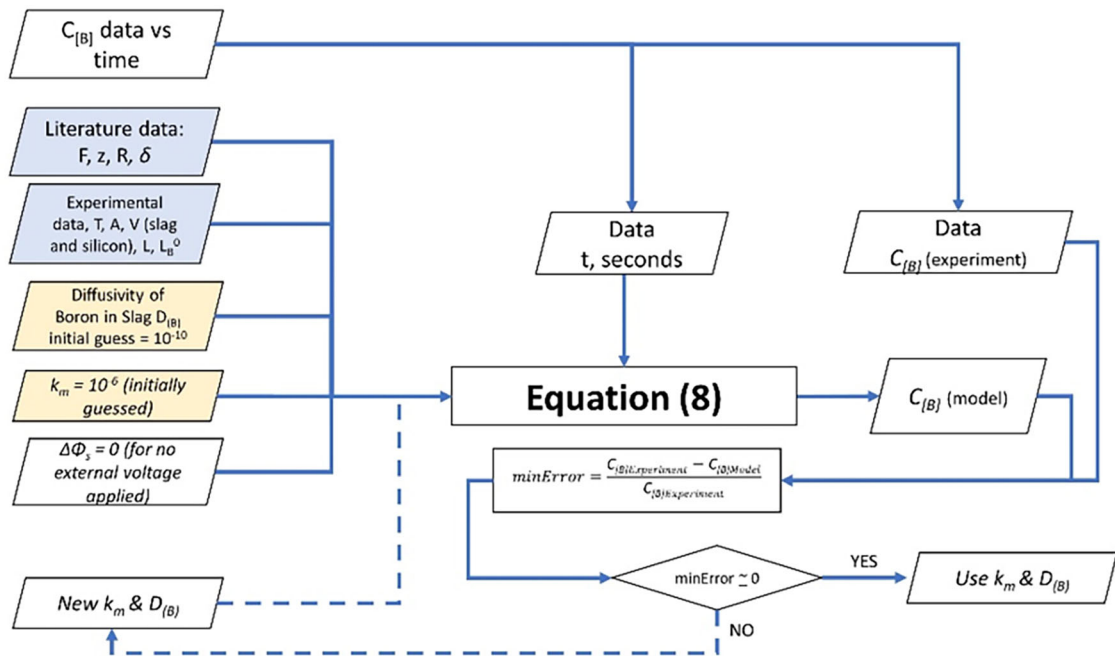 C[B] data vs
time
Literature data:
F, z, R, δ
Experimental
data, T, A, V (slag
and silicon), L, LB⁰
Diffusivity of
Boron in Slag D(B)
initial guess = 10⁻¹⁰
km = 10⁻⁶ (initially
guessed)
ΔΦs = 0 (for no
external voltage
applied)
New km & D(B)
Data
t, seconds
Data
C[B] (experiment)
Equation (8)
C[B] (model)
minError = C[B]Experiment − C[B]Model
C[B]Experiment
minError ≃ 0
YES
NO
Use km & D(B)